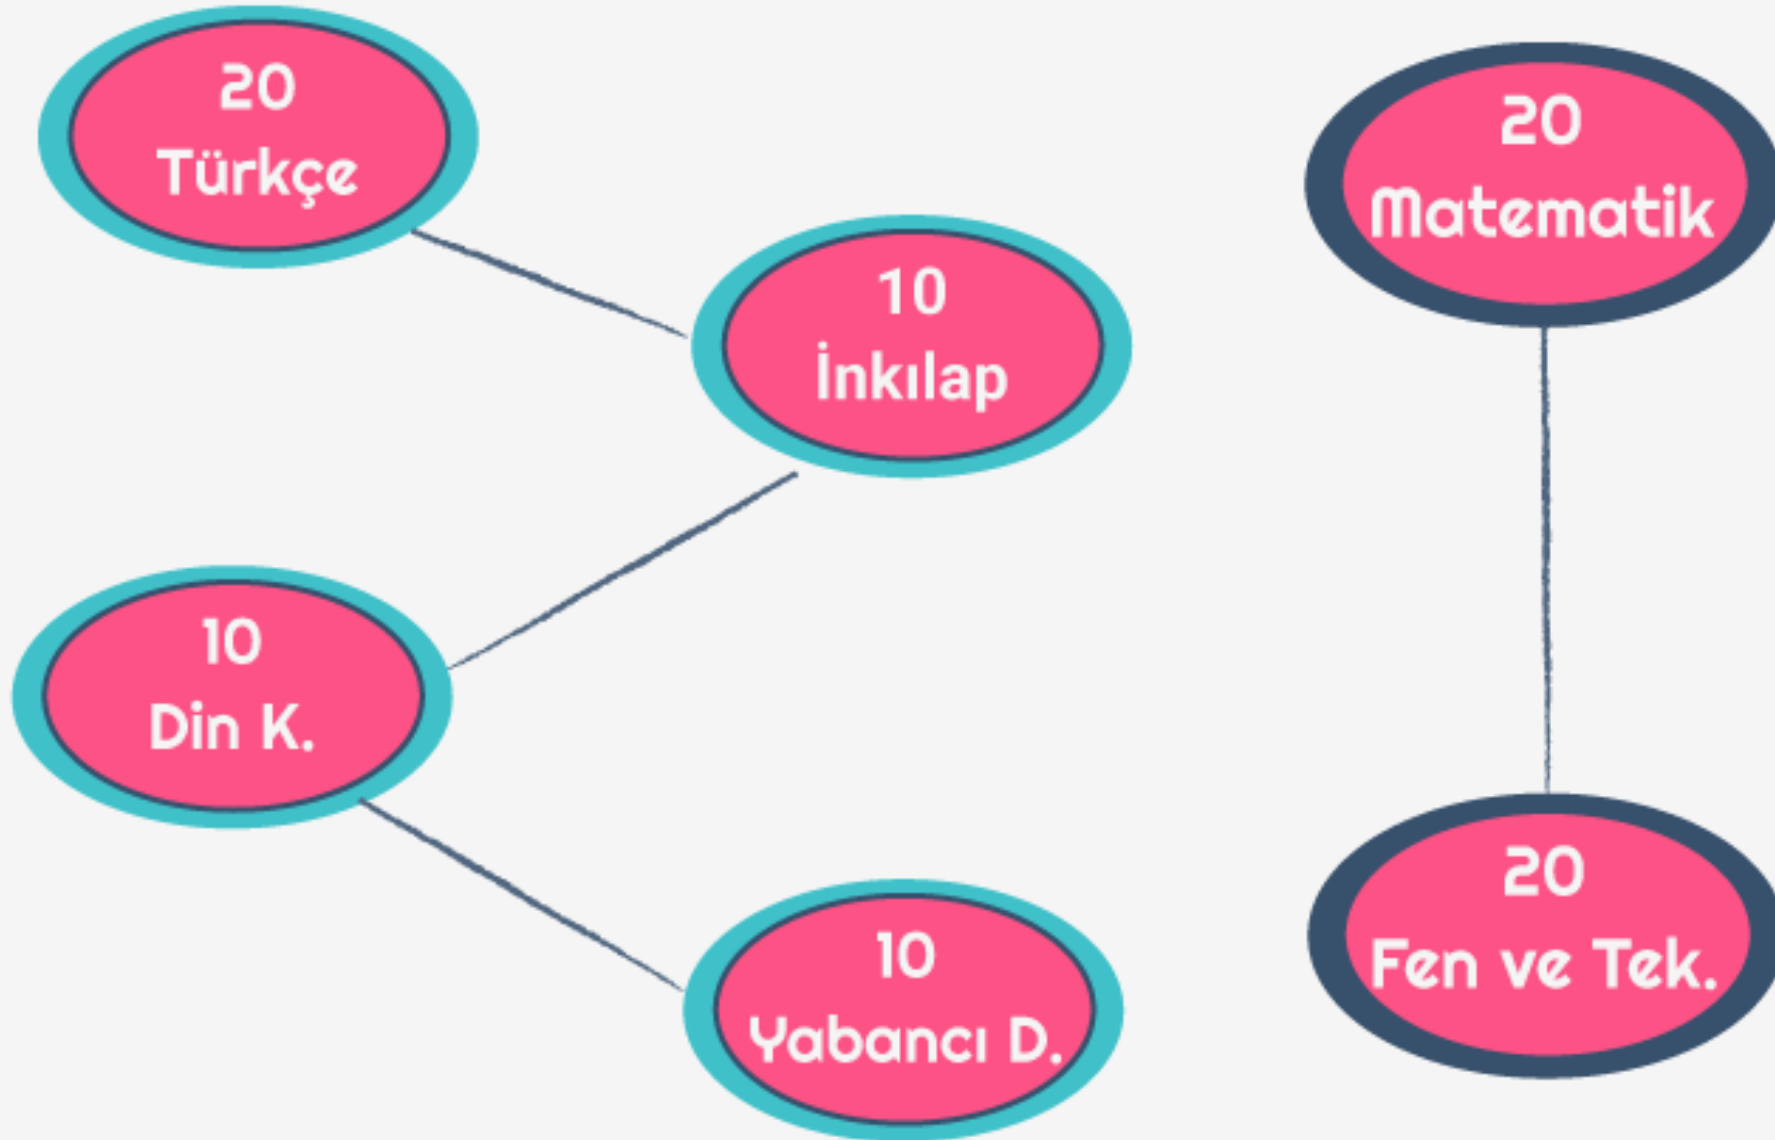 20
Türkçe
10
İnkılap
10
Din K.
10
Yabancı D.
20
Matematik
20
Fen ve Tek.